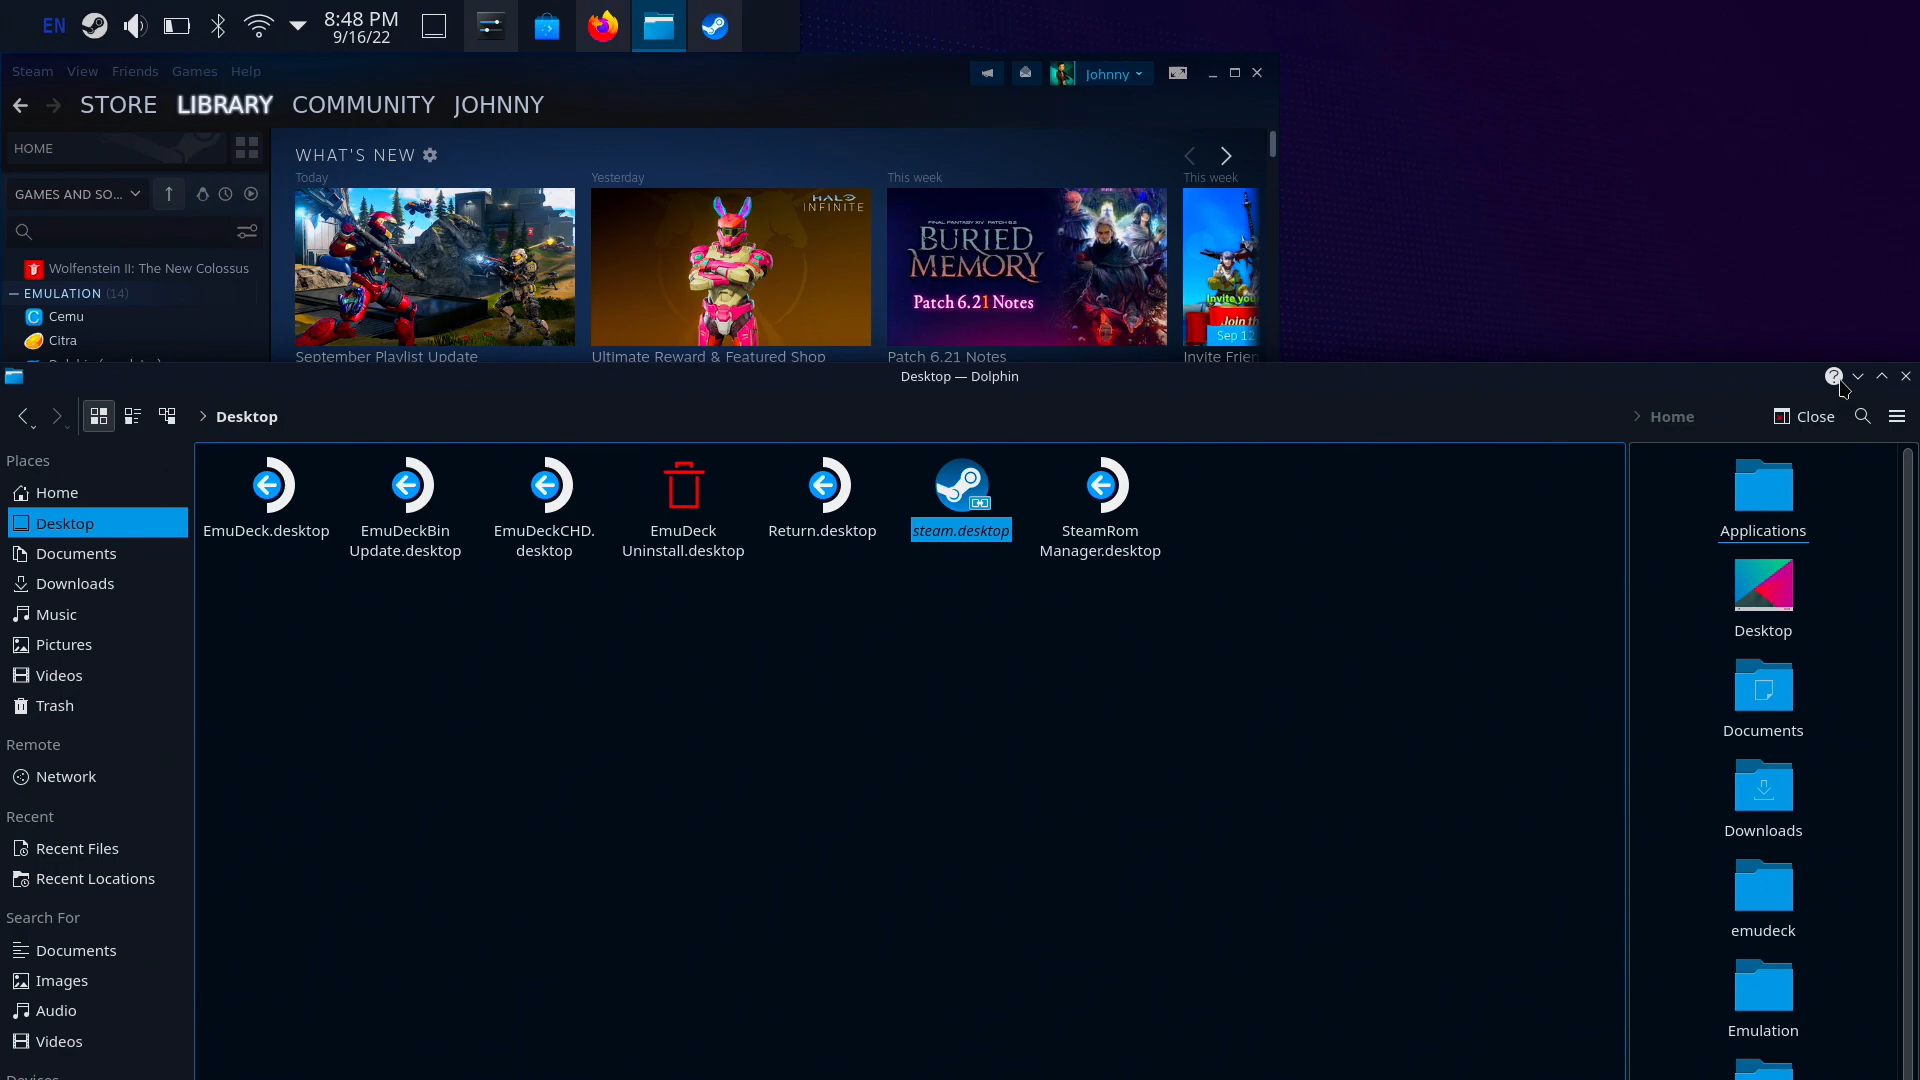 EN
8:48 PM
9/16/22
Steam View Friends Games Help
Johnny
STORE LIBRARY COMMUNITY JOHNNY
HOME
WHAT'S NEW
Today
Yesterday
This week
This week
GAMES AND SO...
HALO
INFINITE
FINAL FANTASY XIV PATCH 6.2
BURIED
MEMORY
Patch 6.21 Notes
Invite you
Join th
Sep 12
Wolfenstein II: The New Colossus
EMULATION (14)
Cemu
Citra
September Playlist Update
Ultimate Reward & Featured Shop
Patch 6.21 Notes
Invite Frien
Desktop — Dolphin
Desktop
Home
Close
Places
Home
Desktop
Documents
Downloads
Music
Pictures
Videos
Trash
Remote
Network
Recent
Recent Files
Recent Locations
Search For
Documents
Images
Audio
Videos
Devices
EmuDeck.desktop
EmuDeckBin
Update.desktop
EmuDeckCHD.
desktop
EmuDeck
Uninstall.desktop
Return.desktop
steam.desktop
SteamRom
Manager.desktop
Applications
Desktop
Documents
Downloads
emudeck
Emulation